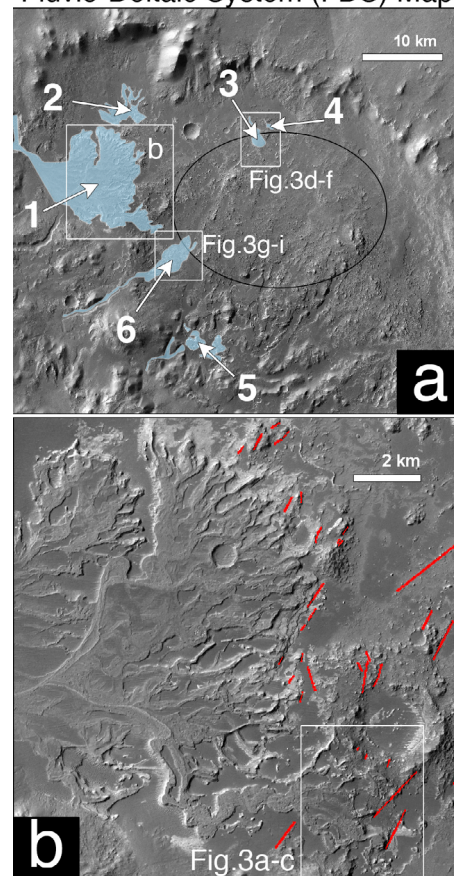 Fluvio-Deltaic System (FDS) Map
10 km
2
3
4
b
Fig.3d-f
1
Fig.3g-i
6
5
a
2 km
b
Fig.3a-c